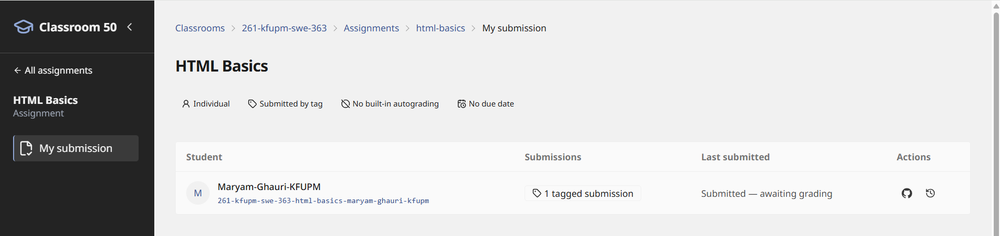 Classroom 50
All assignments
HTML Basics
Assignment
My submission
Classrooms > 261-kfupm-swe-363 > Assignments > html-basics > My submission
HTML Basics
Individual Submitted by tag No built-in autograding No due date
Student Submissions Last submitted Actions
M Maryam-Ghauri-KFUPM
261-kfupm-swe-363-html-basics-maryam-ghauri-kfupm
1 tagged submission
Submitted — awaiting grading